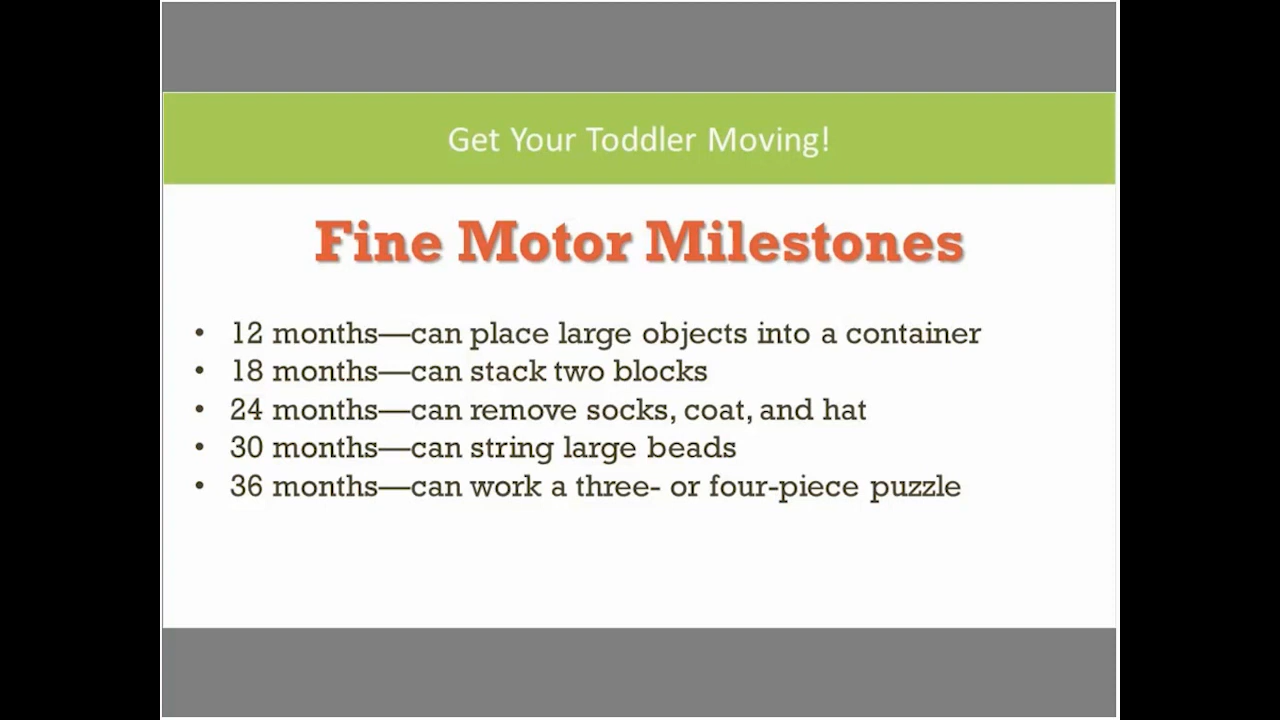 Get Your Toddler Moving!
Fine Motor Milestones
• 12 months—can place large objects into a container
• 18 months—can stack two blocks
• 24 months—can remove socks, coat, and hat
• 30 months—can string large beads
• 36 months—can work a three- or four-piece puzzle